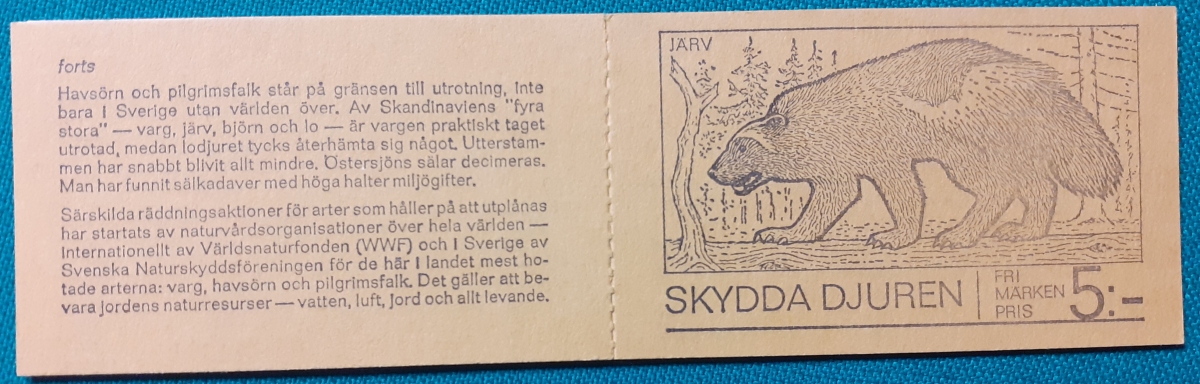 forts
Havsörn och pilgrimsfalk står på gränsen till utrotning, inte
bara i Sverige utan världen över. Av Skandinaviens "fyra
stora" — varg, järv, björn och lo — är vargen praktiskt taget
utrotad, medan lodjuret tycks återhämta sig något. Utterstam-
men har snabbt blivit allt mindre. Östersjöns sälar decimeras.
Man har funnit sälkadaver med höga halter miljögifter.
Särskilda räddningsaktioner för arter som håller på att utplånas
har startats av naturvårdsorganisationer över hela världen —
internationellt av Världsnaturfonden (WWF) och i Sverige av
Svenska Naturskyddsföreningen för de här i landet mest ho-
tade arterna: varg, havsörn och pilgrimsfalk. Det gäller att be-
vara jordens naturresurser — vatten, luft, jord och allt levande.
JÄRV
SKYDDA DJUREN
FRI
MÄRKEN
PRIS
5:-